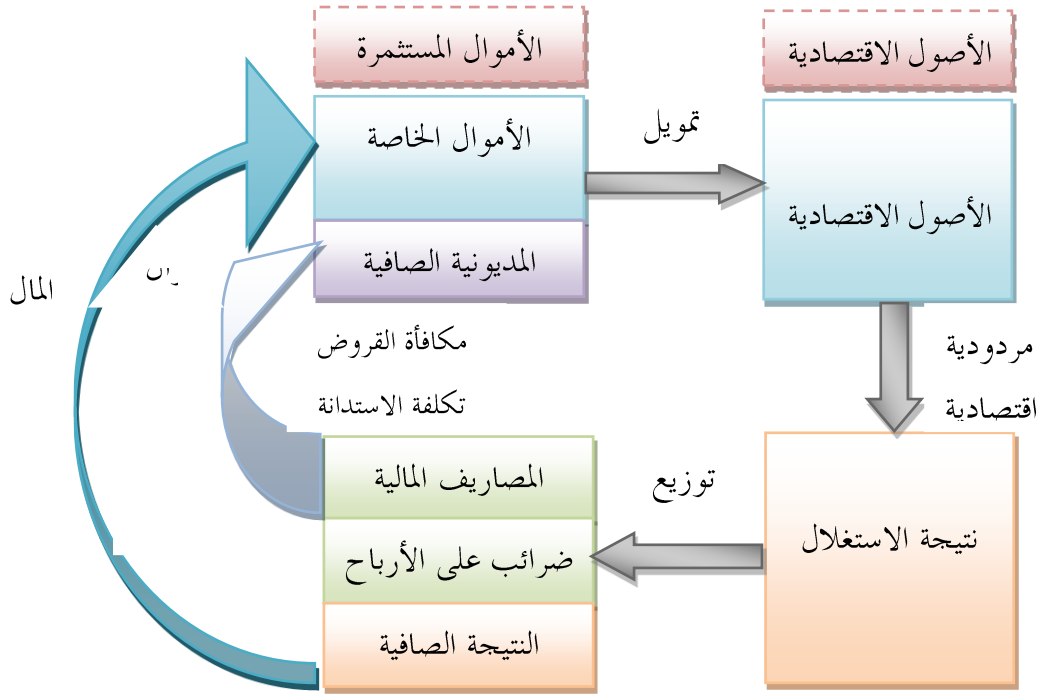 الأصول الاقتصادية
الأموال المستثمرة
الأموال الخاصة
تمويل
الأصول الاقتصادية
المديونية الصافية
المال
مردودية
اقتصادية
مكافأة القروض
تكلفة الاستدانة
المصاريف المالية
توزيع
نتيجة الاستغلال
ضرائب على الأرباح
النتيجة الصافية